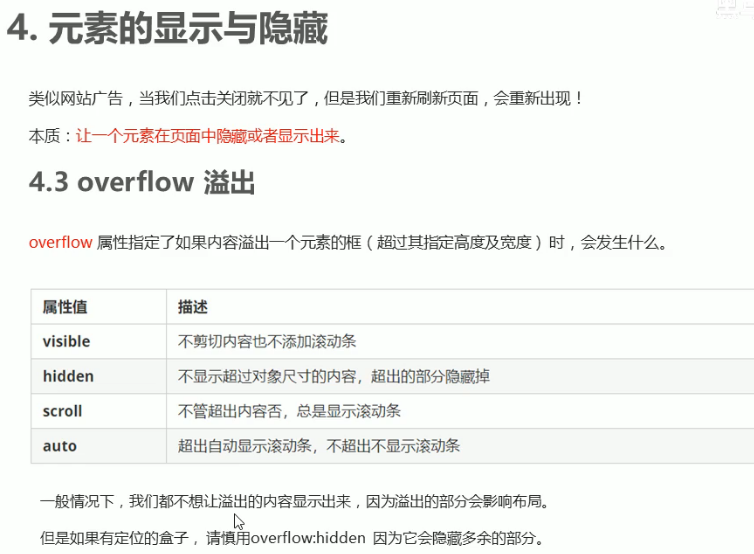 4. 元素的显示与隐藏
类似网站广告，当我们点击关闭就不见了，但是我们重新刷新页面，会重新出现！
本质：让一个元素在页面中隐藏或者显示出来。
4.3 overflow 溢出
overflow 属性指定了如果内容溢出一个元素的框（超过其指定高度及宽度）时，会发生什么。
属性值 描述
visible 不剪切内容也不添加滚动条
hidden 不显示超过对象尺寸的内容，超出的部分隐藏掉
scroll 不管超出内容否，总是显示滚动条
auto 超出自动显示滚动条，不超出不显示滚动条
一般情况下，我们都不想让溢出的内容显示出来，因为溢出的部分会影响布局。
但是如果有定位的盒子，请慎用overflow:hidden 因为它会隐藏多余的部分。